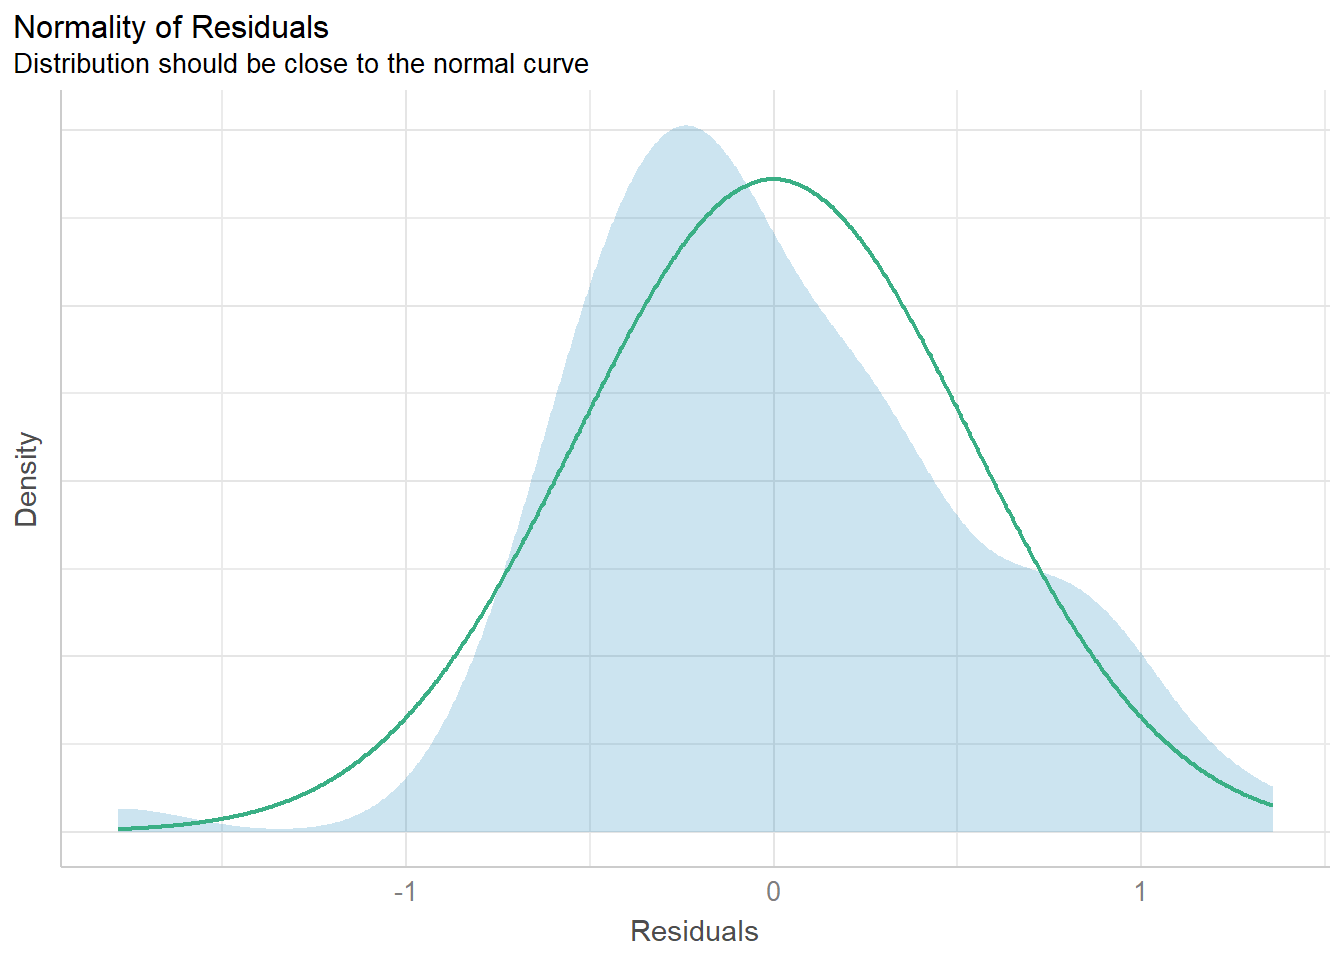 Normality of Residuals
Distribution should be close to the normal curve
Density
-1
0
1
Residuals